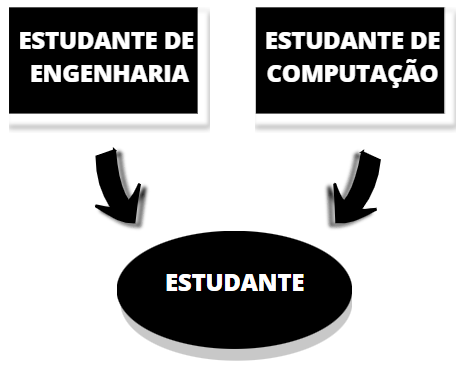 ESTUDANTE DE
ENGENHARIA
ESTUDANTE DE
COMPUTAÇÃO
ESTUDANTE